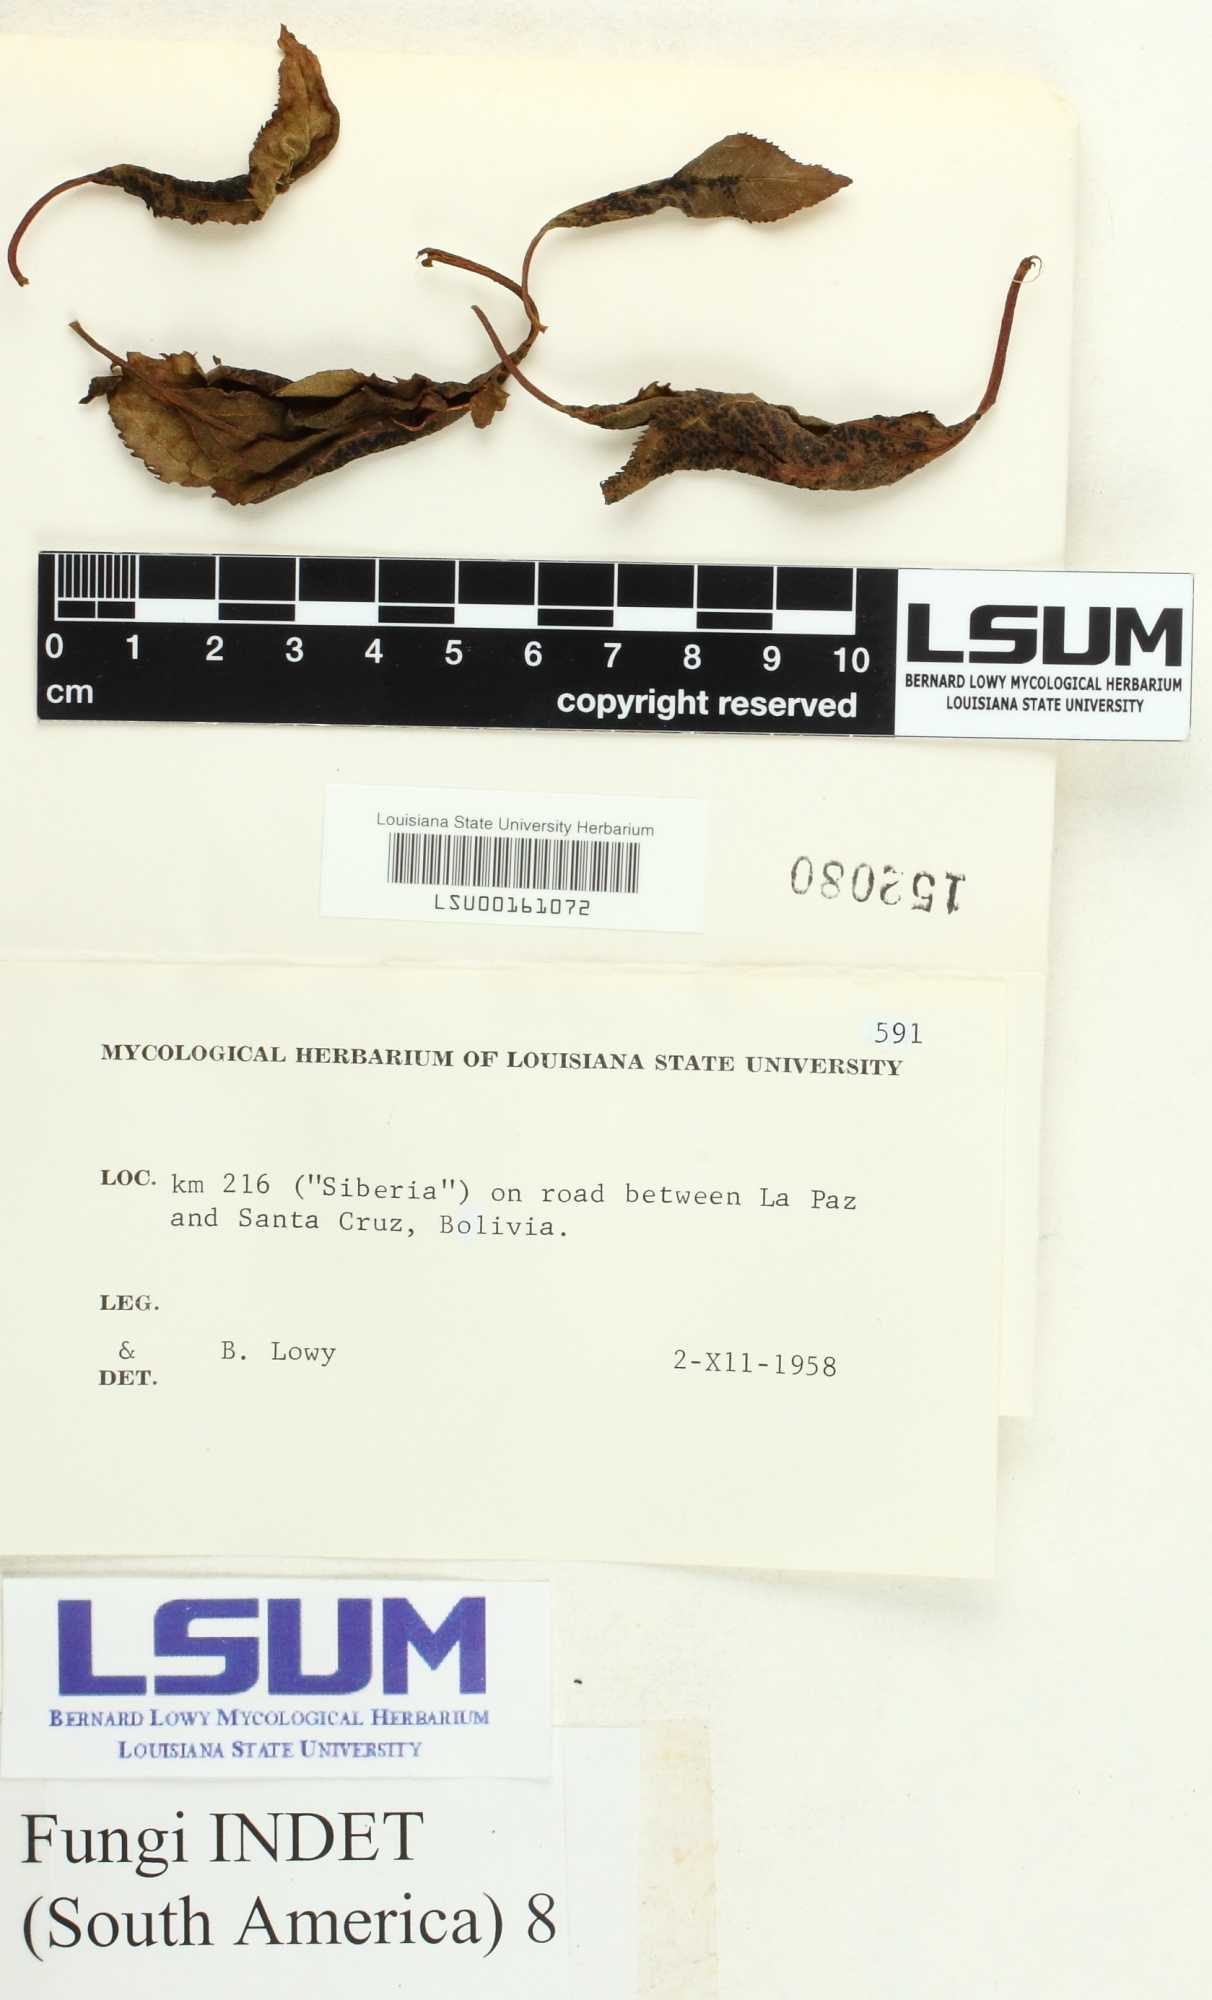 0 1 2 3 4 5 6 7 8 9 10
cm
copyright reserved
LSUM
BERNARD LOWY MYCOLOGICAL HERBARIUM
LOUISIANA STATE UNIVERSITY
Louisiana State University Herbarium
LSU00161072
152080
591
MYCOLOGICAL HERBARIUM OF LOUISIANA STATE UNIVERSITY
LOC. km 216 ("Siberia") on road between La Paz
and Santa Cruz, Bolivia.
LEG.
& B. Lowy 2-X11-1958
DET.
LSUM
BERNARD LOWY MYCOLOGICAL HERBARIUM
LOUISIANA STATE UNIVERSITY
Fungi INDET
(South America) 8